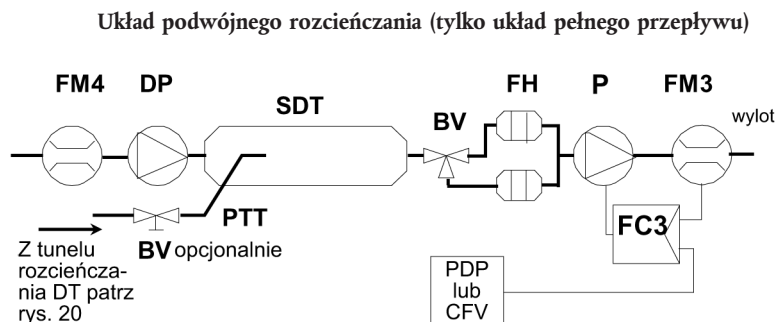 Układ podwójnego rozcieńczania (tylko układ pełnego przepływu)
FM4
DP
SDT
BV
FH
P
FM3
wylot
PTT
BV opcjonalnie
Z tunelu
rozcieńcza-
nia DT patrz
rys. 20
FC3
PDP
lub
CFV